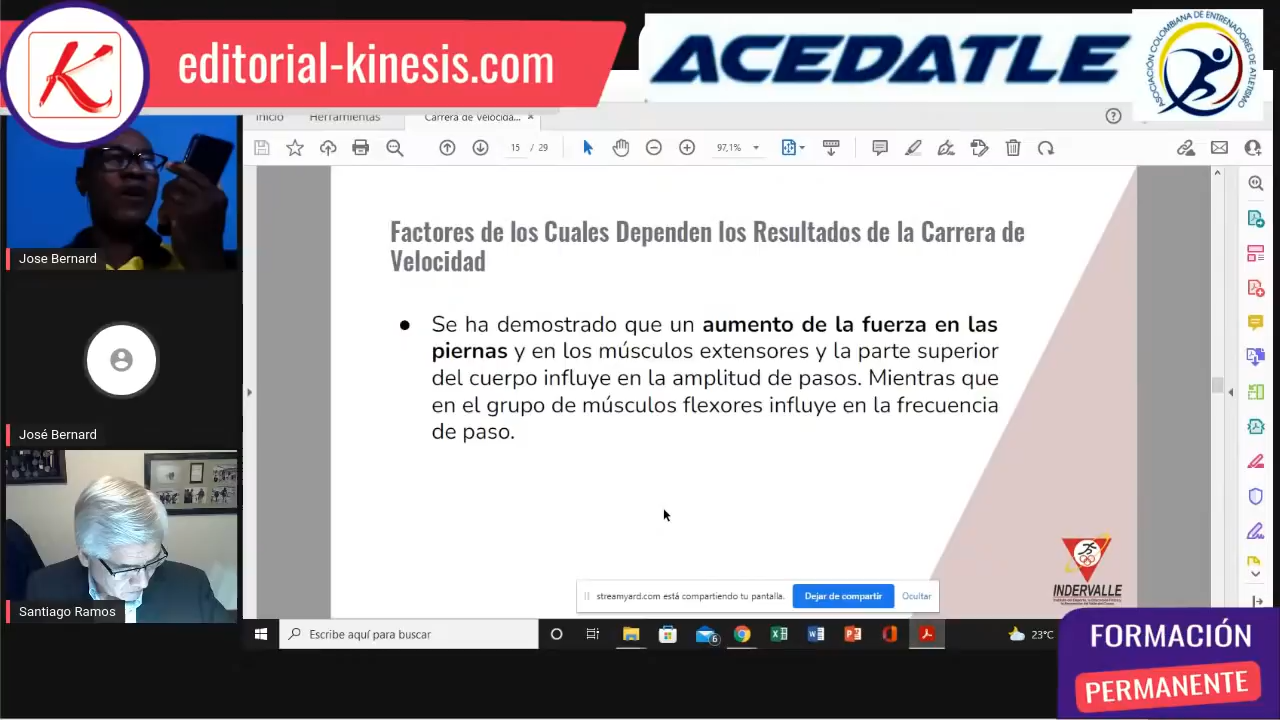 editorial-kinesis.com
ACEDATLE
ASOCIACIÓN COLOMBIANA DE ENTRENADORES DE ATLETISMO
K
Inicio
Herramientas
Carrera de Velocida...
15 / 29
97,1%
Jose Bernard
José Bernard
Santiago Ramos
Factores de los Cuales Dependen los Resultados de la Carrera de
Velocidad
● Se ha demostrado que un aumento de la fuerza en las
piernas y en los músculos extensores y la parte superior
del cuerpo influye en la amplitud de pasos. Mientras que
en el grupo de músculos flexores influye en la frecuencia
de paso.
INDERVALLE
streamyard.com está compartiendo tu pantalla.
Dejar de compartir
Ocultar
Escribe aquí para buscar
6
23°C
FORMACIÓN
PERMANENTE